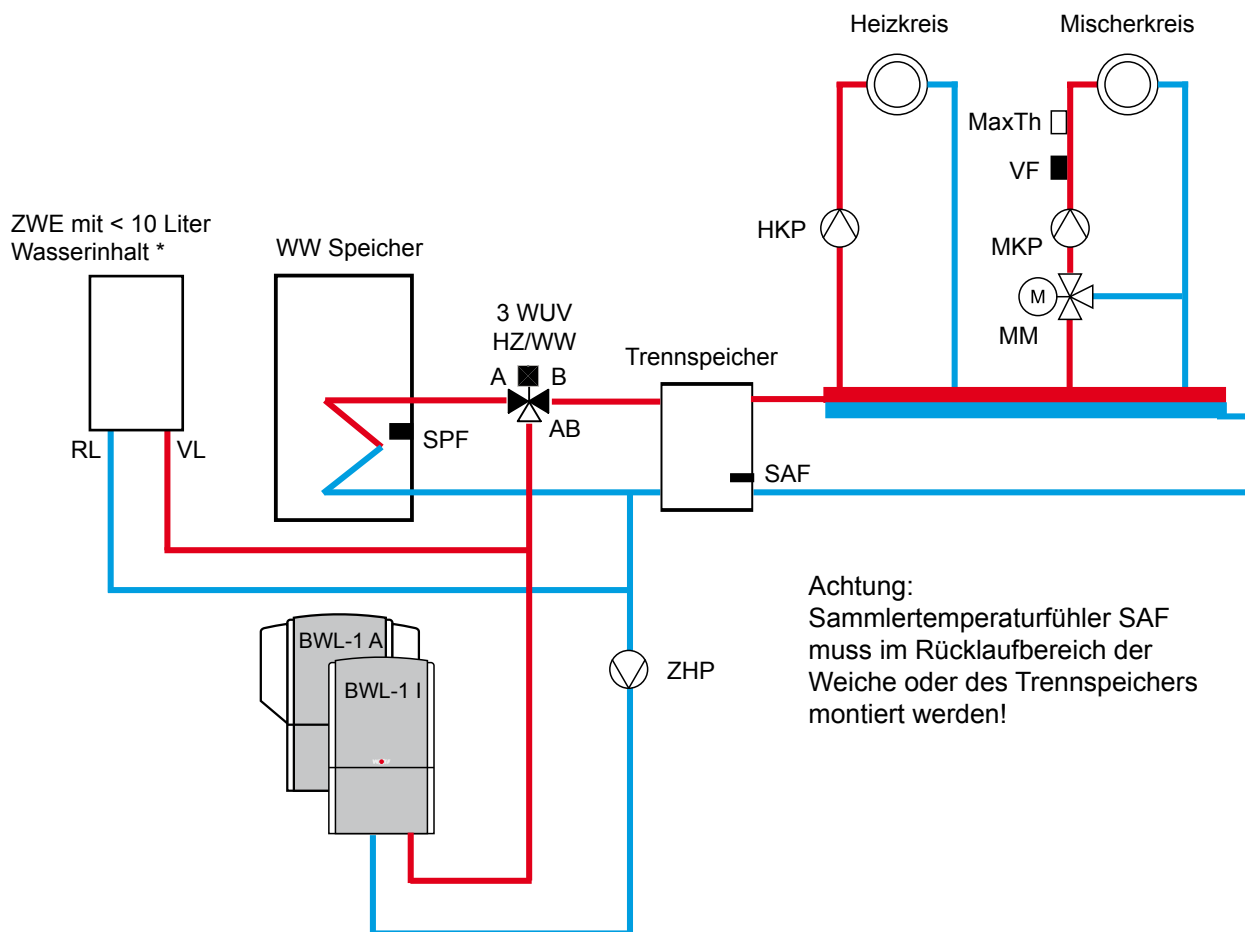 Heizkreis
Mischerkreis
MaxTh
VF
HKP
MKP
M
MM
ZWE mit < 10 Liter
Wasserinhalt *
WW Speicher
3 WUV
HZ/WW
A
B
AB
Trennspeicher
RL
VL
SPF
SAF
BWL-1 A
BWL-1 I
ZHP
Achtung:
Sammlertemperaturfühler SAF
muss im Rücklaufbereich der
Weiche oder des Trennspeichers
montiert werden!